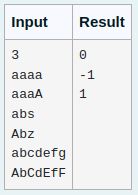 Input Result
3 0
aaaa -1
aaaA 1
abs
Abz
abcdefg
AbCdEfF